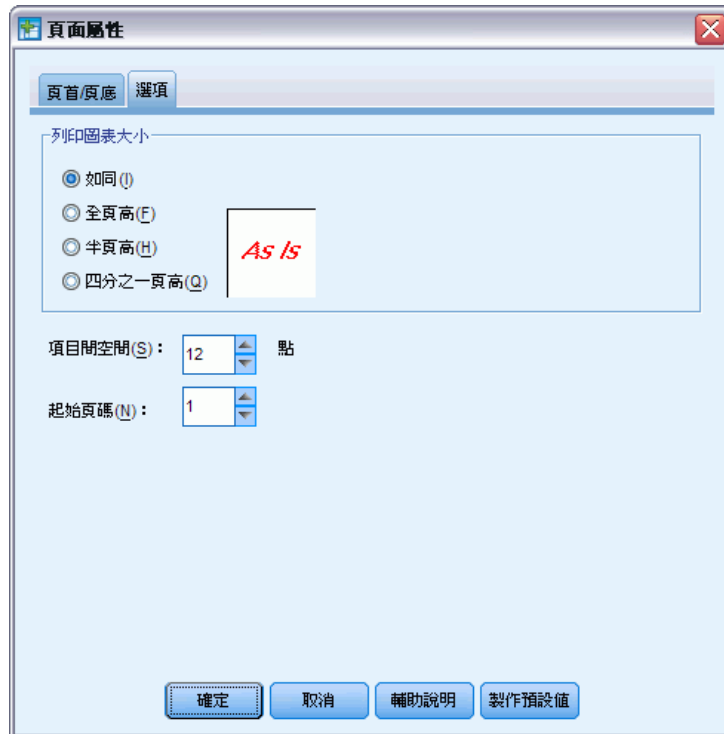 頁面屬性
頁首/頁底 選項
列印圖表大小
如同(I)
全頁高(F)
半頁高(H)
四分之一頁高(Q)
As Is
項目間空間(S)： 12 點
起始頁碼(N)： 1
確定 取消 輔助說明 製作預設值